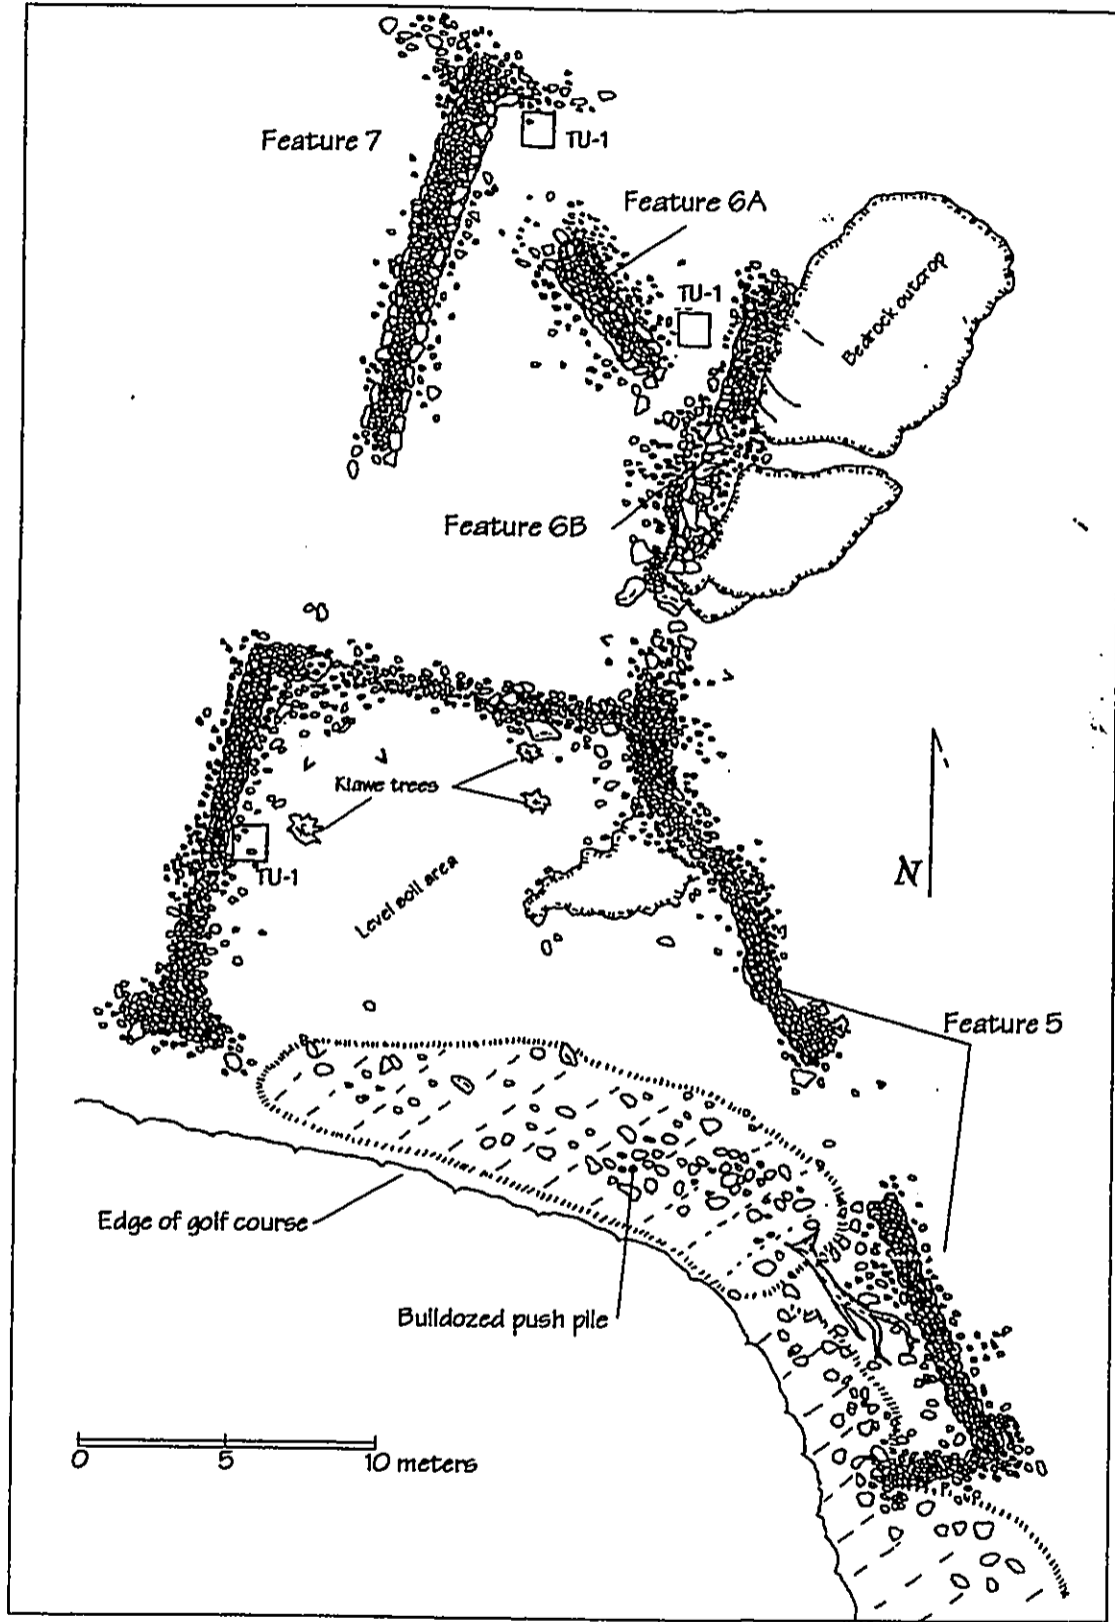 Feature 7
TU-1
Feature 6A
TU-1
Bedrock outcrop
Feature 6B
Kiawe trees
TU-1
Level soil area
N
Feature 5
Edge of golf course
Bulldozed push pile
0 5 10 meters